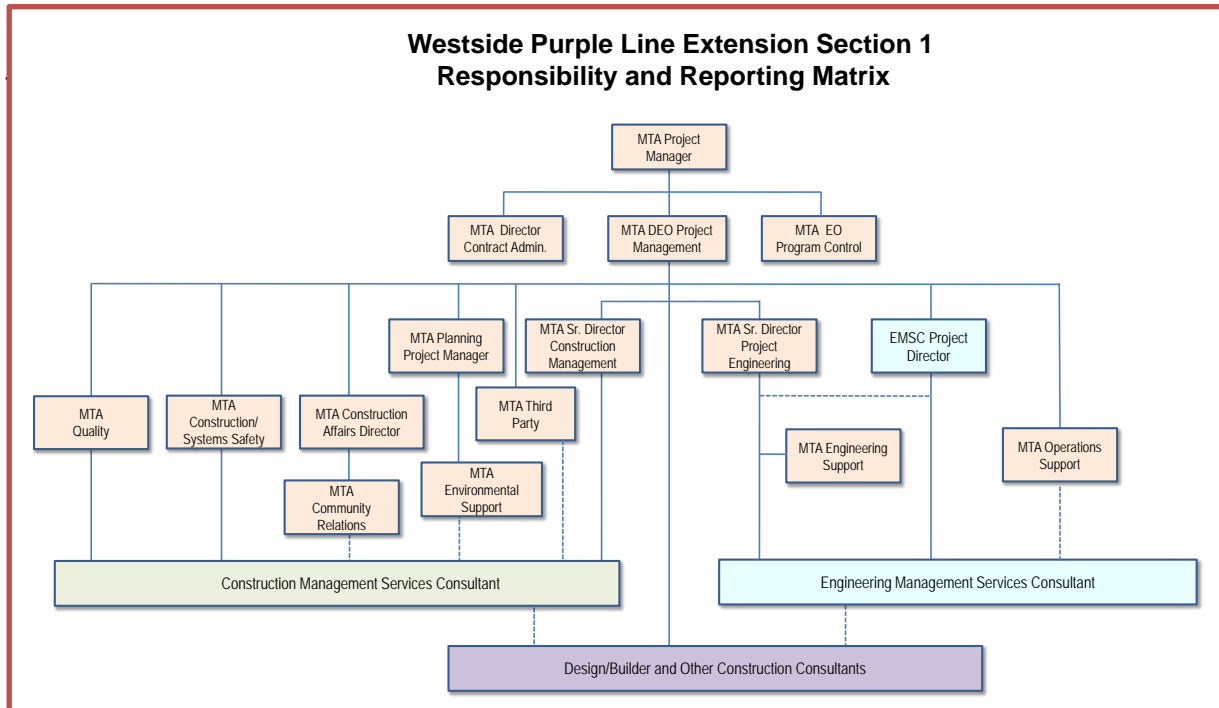 Westside Purple Line Extension Section 1
Responsibility and Reporting Matrix
MTA Project
Manager
MTA Director
Contract Admin.
MTA DEO Project
Management
MTA EO
Program Control
MTA Planning
Project Manager
MTA Sr. Director
Construction
Management
MTA Sr. Director
Project
Engineering
EMSC Project
Director
MTA
Quality
MTA
Construction/
Systems Safety
MTA Construction
Affairs Director
MTA Third
Party
MTA Engineering
Support
MTA Operations
Support
MTA
Community
Relations
MTA
Environmental
Support
Construction Management Services Consultant
Engineering Management Services Consultant
Design/Builder and Other Construction Consultants